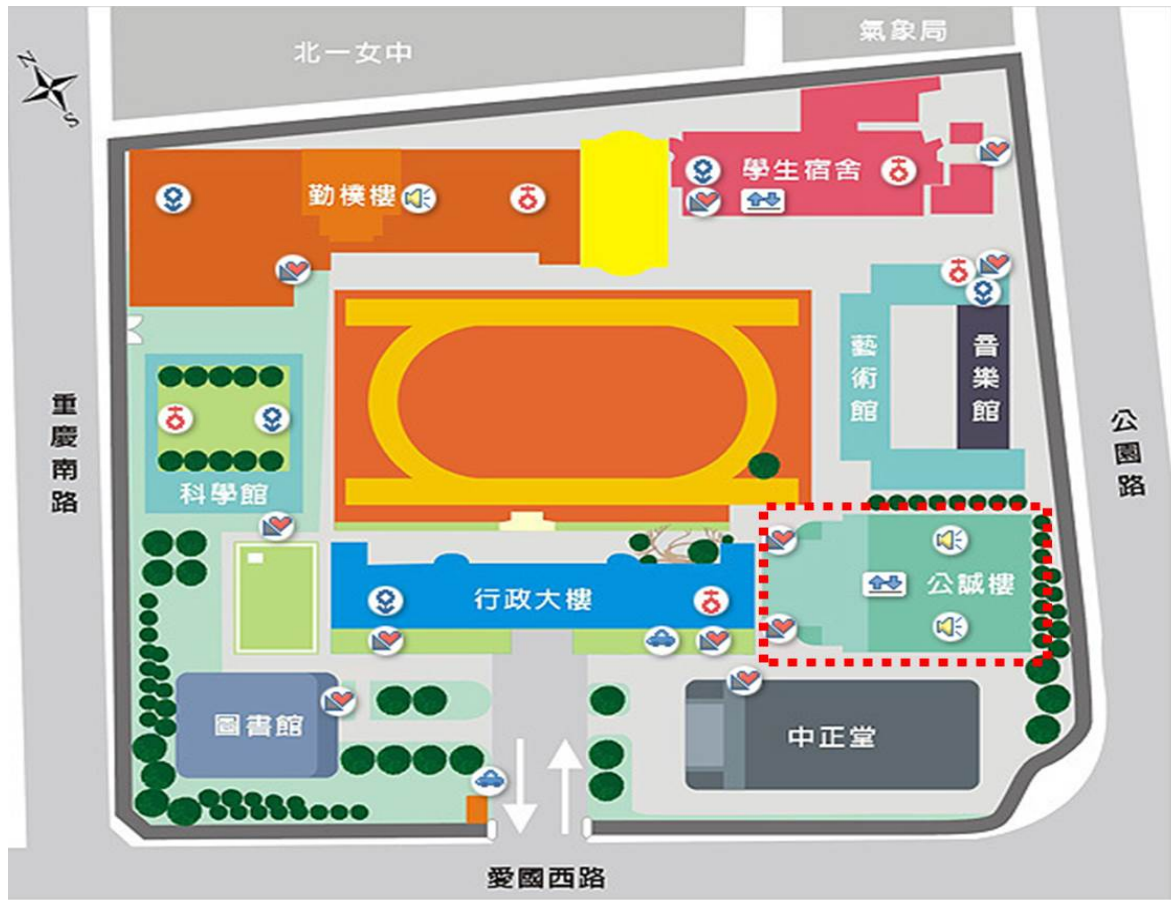 北一女中
氣象局
N
S
勤樸樓
學生宿舍
藝術館
音樂館
重慶南路
公園路
科學館
行政大樓
公誠樓
圖書館
中正堂
愛國西路